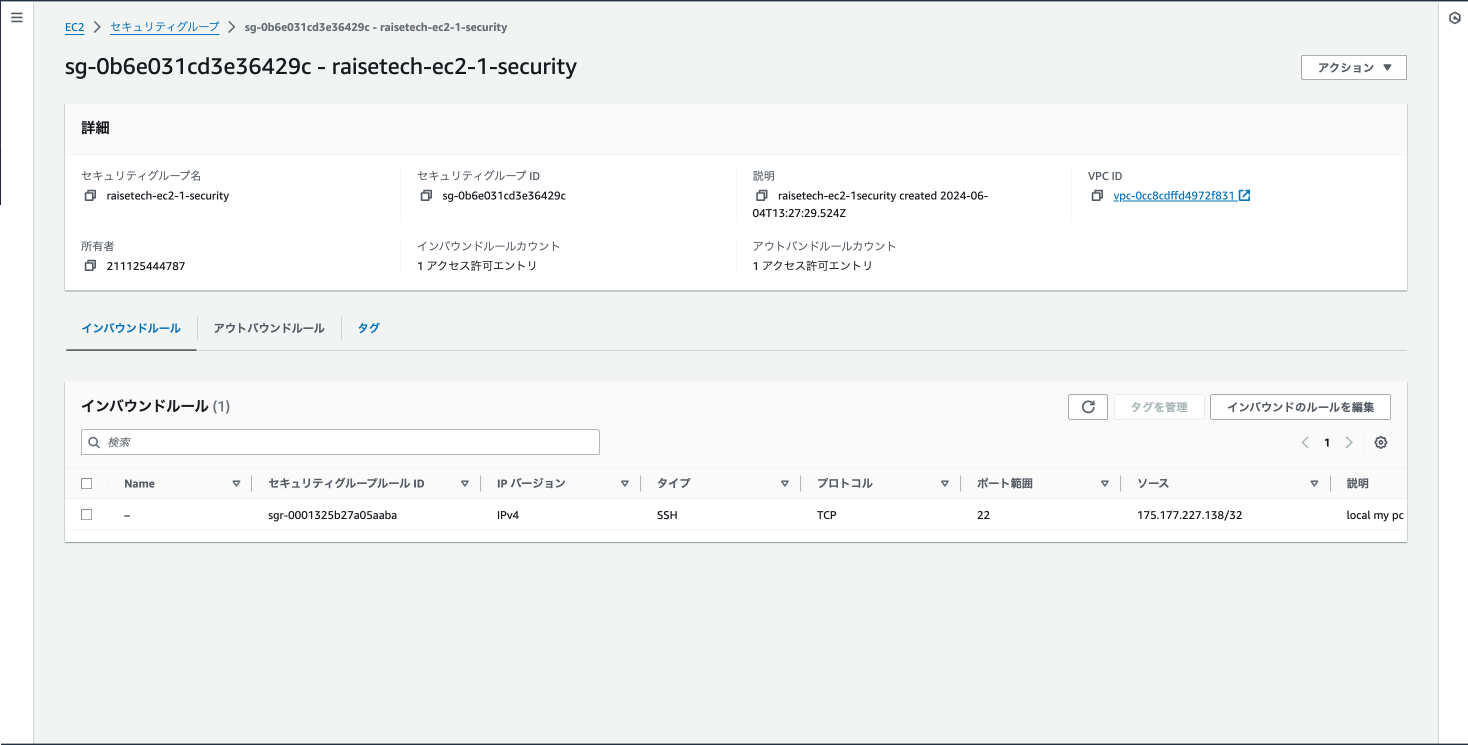 EC2 > セキュリティグループ > sg-0b6e031cd3e36429c - raisetech-ec2-1-security
sg-0b6e031cd3e36429c - raisetech-ec2-1-security
アクション ▼
詳細
セキュリティグループ名
raisetech-ec2-1-security
セキュリティグループ ID
sg-0b6e031cd3e36429c
説明
raisetech-ec2-1security created 2024-06-
04T13:27:29.524Z
VPC ID
vpc-0cc8cdffd4972f831
所有者
211125444787
インバウンドルールカウント
1 アクセス許可エントリ
アウトバンドルールカウント
1 アクセス許可エントリ
インバウンドルール アウトバウンドルール タグ
インバウンドルール (1)
タグを管理 インバウンドのルールを編集
検索
1
Name セキュリティグループルール ID IP バージョン タイプ プロトコル ポート範囲 ソース 説明
– sgr-0001325b27a05aaba IPv4 SSH TCP 22 175.177.227.138/32 local my pc